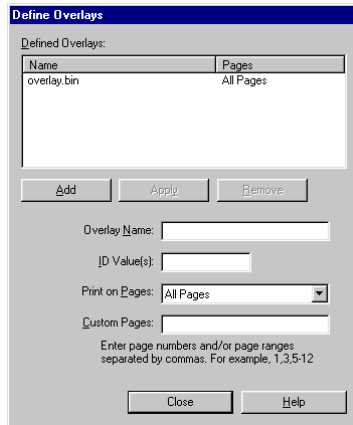 Define Overlays
Defined Overlays:
Name Pages
overlay.bin All Pages
Add Apply Remove
Overlay Name:
ID Value(s):
Print on Pages: All Pages
Custom Pages:
Enter page numbers and/or page ranges
separated by commas. For example, 1,3,5-12
Close Help